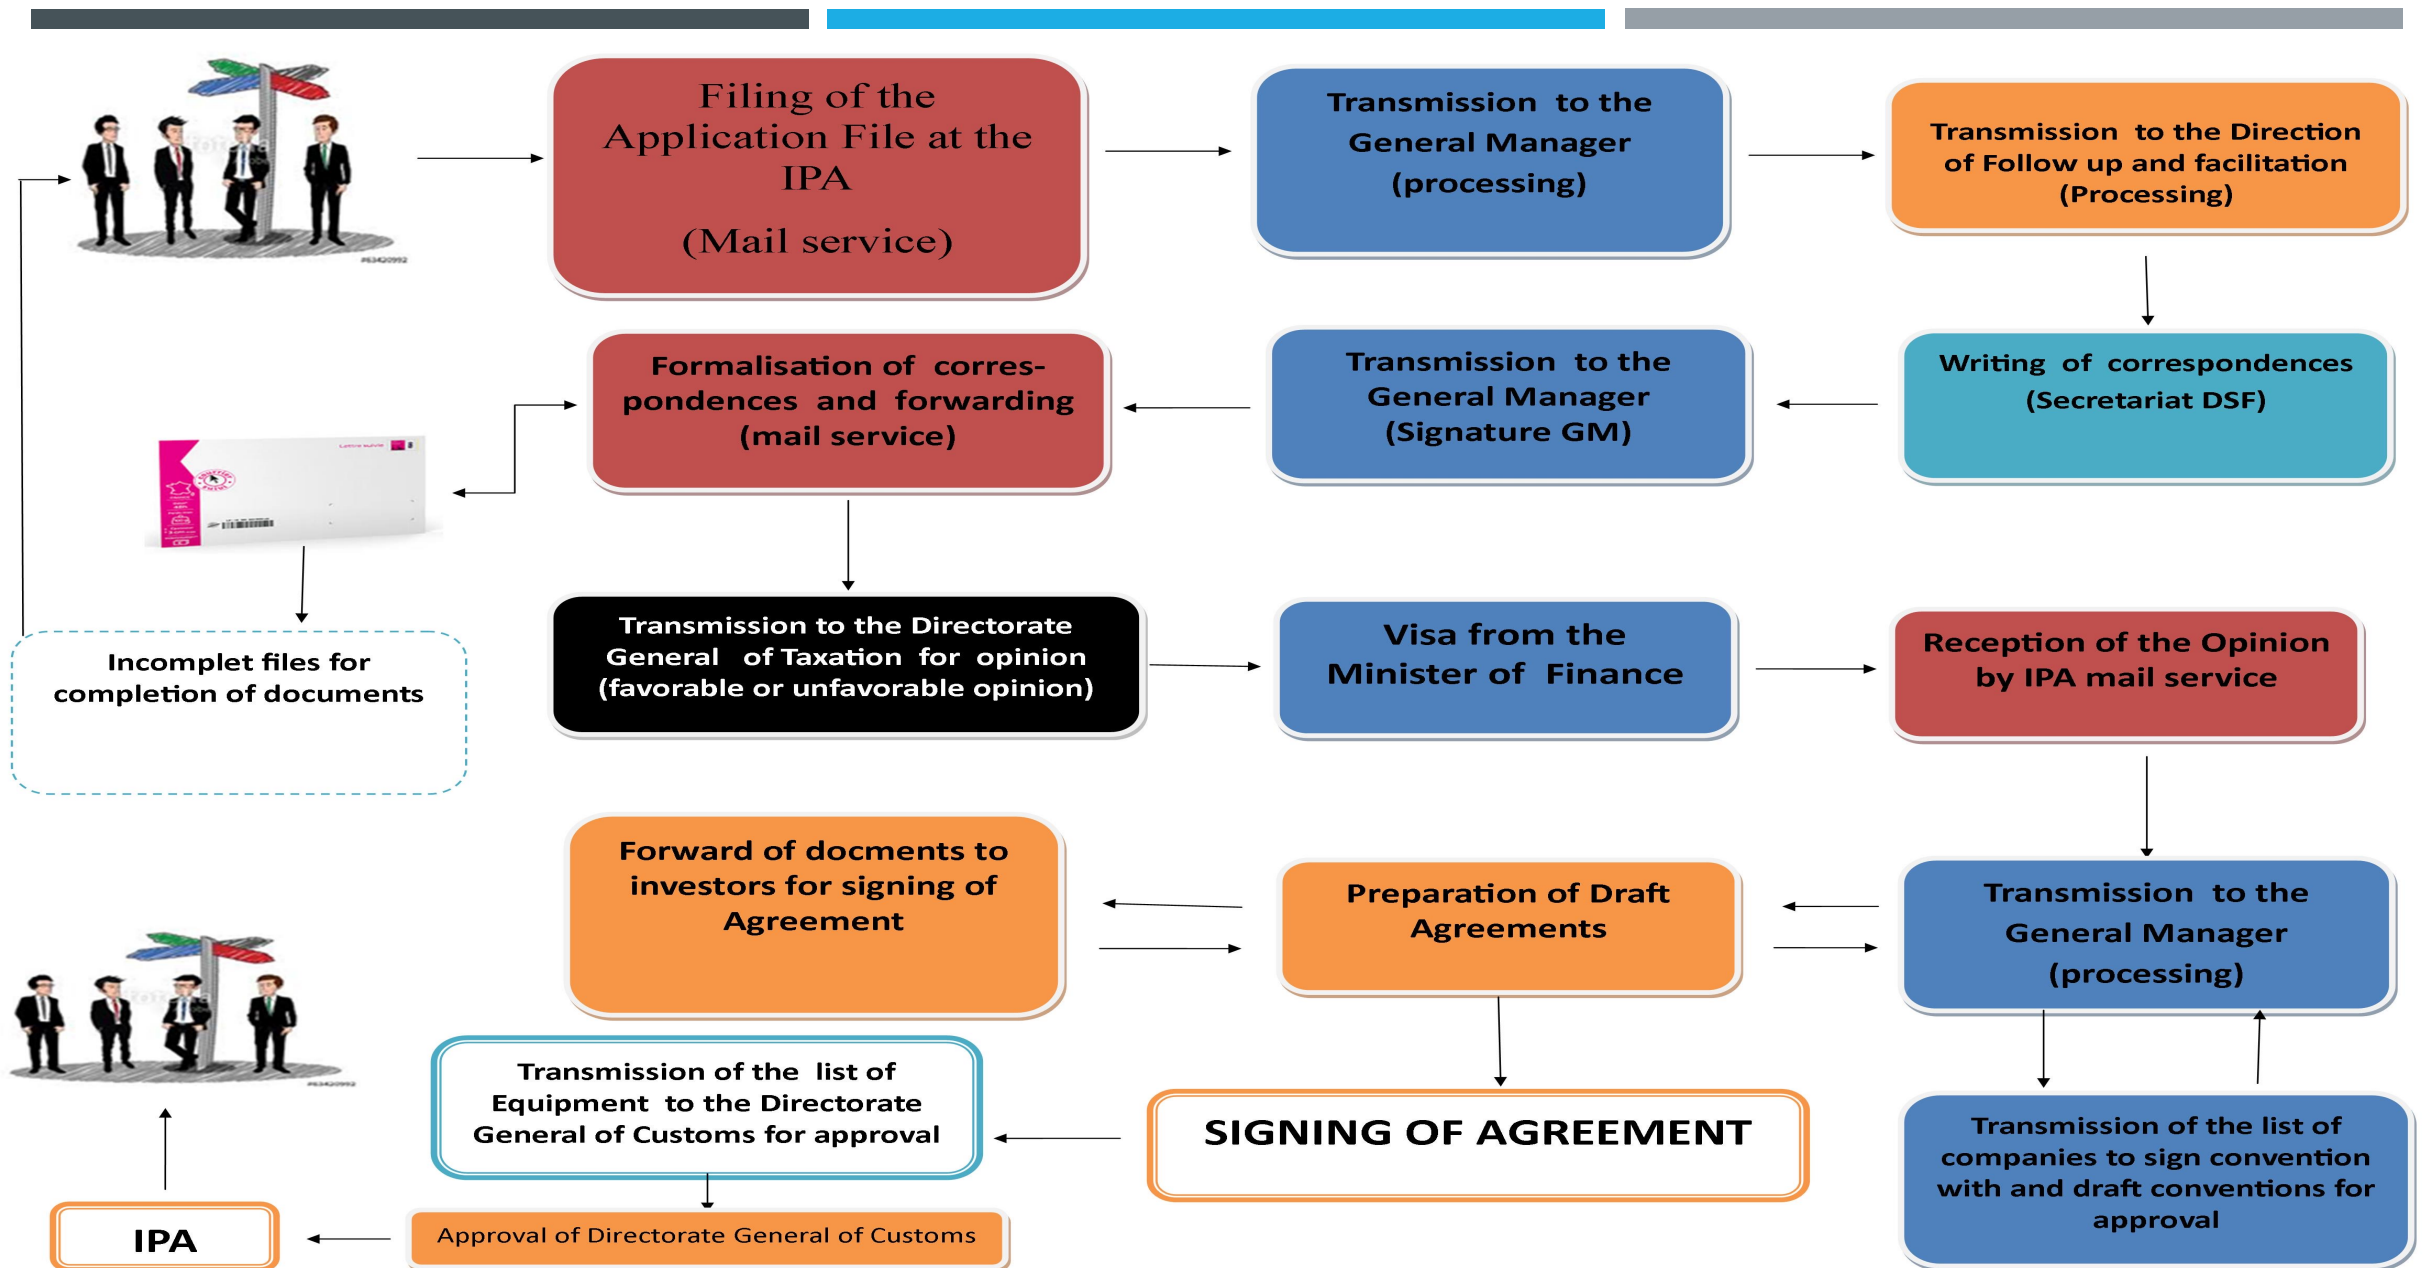 Filing of the
Application File at the
IPA
(Mail service)
Transmission to the
General Manager
(processing)
Transmission to the Direction
of Follow up and facilitation
(Processing)
#63420992
Formalisation of corres-
pondences and forwarding
(mail service)
Transmission to the
General Manager
(Signature GM)
Writing of correspondences
(Secretariat DSF)
Incomplet files for
completion of documents
Transmission to the Directorate
General of Taxation for opinion
(favorable or unfavorable opinion)
Visa from the
Minister of Finance
Reception of the Opinion
by IPA mail service
Forward of docments to
investors for signing of
Agreement
Preparation of Draft
Agreements
Transmission to the
General Manager
(processing)
#63420992
Transmission of the list of
Equipment to the Directorate
General of Customs for approval
SIGNING OF AGREEMENT
Transmission of the list of
companies to sign convention
with and draft conventions for
approval
IPA
Approval of Directorate General of Customs